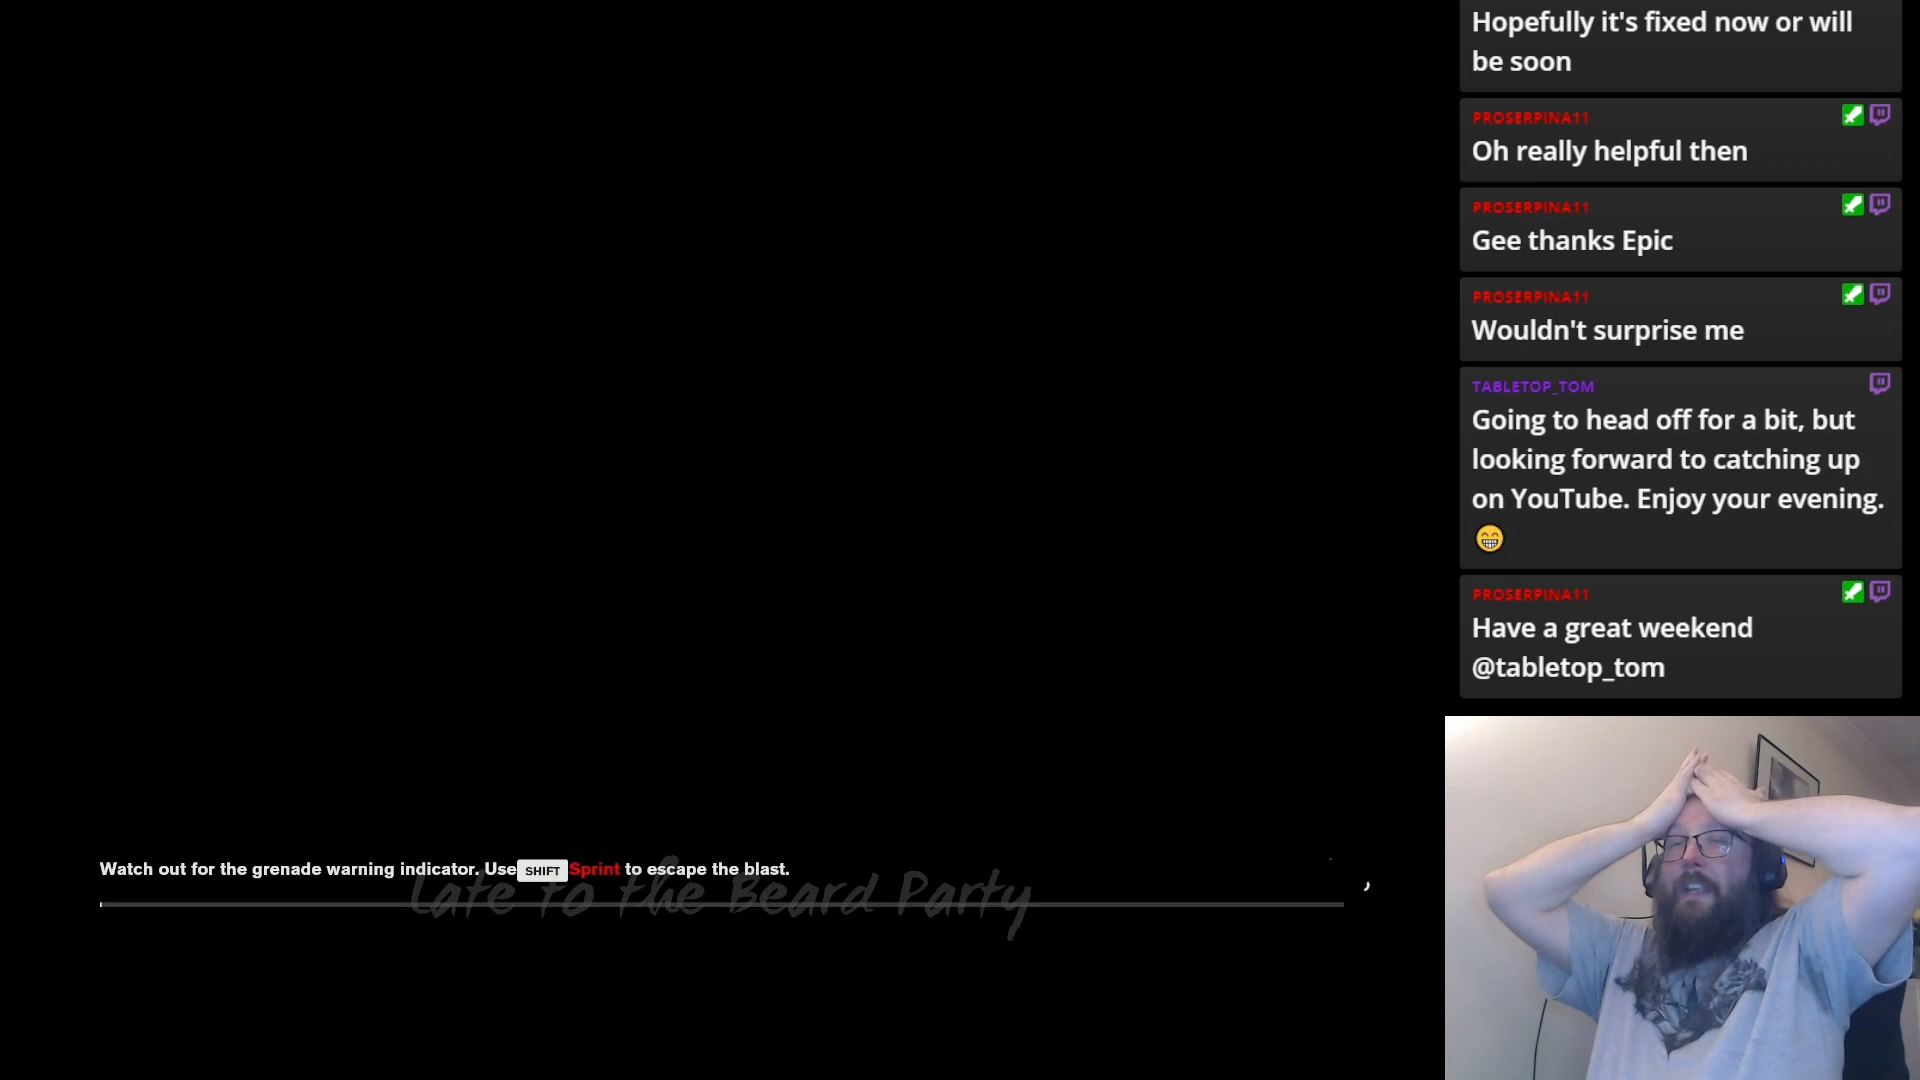 Hopefully it's fixed now or will
be soon
PROSERPINA11
Oh really helpful then
PROSERPINA11
Gee thanks Epic
PROSERPINA11
Wouldn't surprise me
TABLETOP_TOM
Going to head off for a bit, but
looking forward to catching up
on YouTube. Enjoy your evening.
😁
PROSERPINA11
Have a great weekend
@tabletop_tom
Watch out for the grenade warning indicator. Use SHIFT Sprint to escape the blast.
Late to the Beard Party